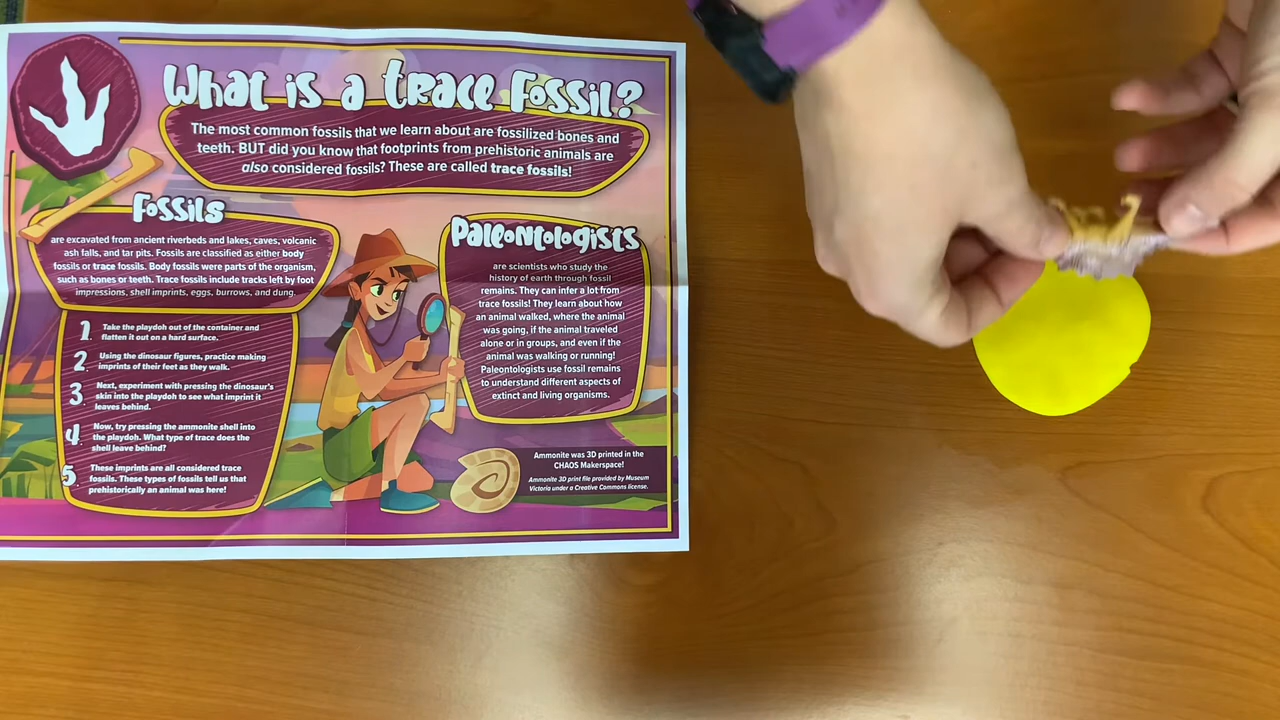 What is a trace Fossil?
The most common fossils that we learn about are fossilized bones and
teeth. BUT did you know that footprints from prehistoric animals are
also considered fossils? These are called trace fossils!
Fossils
are excavated from ancient riverbeds and lakes, caves, volcanic
ash falls, and tar pits. Fossils are classified as either body
fossils or trace fossils. Body fossils were parts of the organism,
such as bones or teeth. Trace fossils include tracks left by foot
impressions, shell imprints, eggs, burrows, and dung.
1. Take the playdoh out of the container and
flatten it out on a hard surface.
2. Using the dinosaur figures, practice making
imprints of their feet as they walk.
3. Next, experiment with pressing the dinosaur's
skin into the playdoh to see what imprint it
leaves behind.
4. Now, try pressing the ammonite shell into
the playdoh. What type of trace does the
shell leave behind?
5. These imprints are all considered trace
fossils. These types of fossils tell us that
prehistorically an animal was here!
Paleontologists
are scientists who study the
history of earth through fossil
remains. They can infer a lot from
trace fossils! They learn about how
an animal walked, where the animal
was going, if the animal traveled
alone or in groups, and even if the
animal was walking or running!
Paleontologists use fossil remains
to understand different aspects of
extinct and living organisms.
Ammonite was 3D printed in the
CHAOS Makerspace!
Ammonite 3D print file provided by Museum
Victoria under a Creative Commons license.